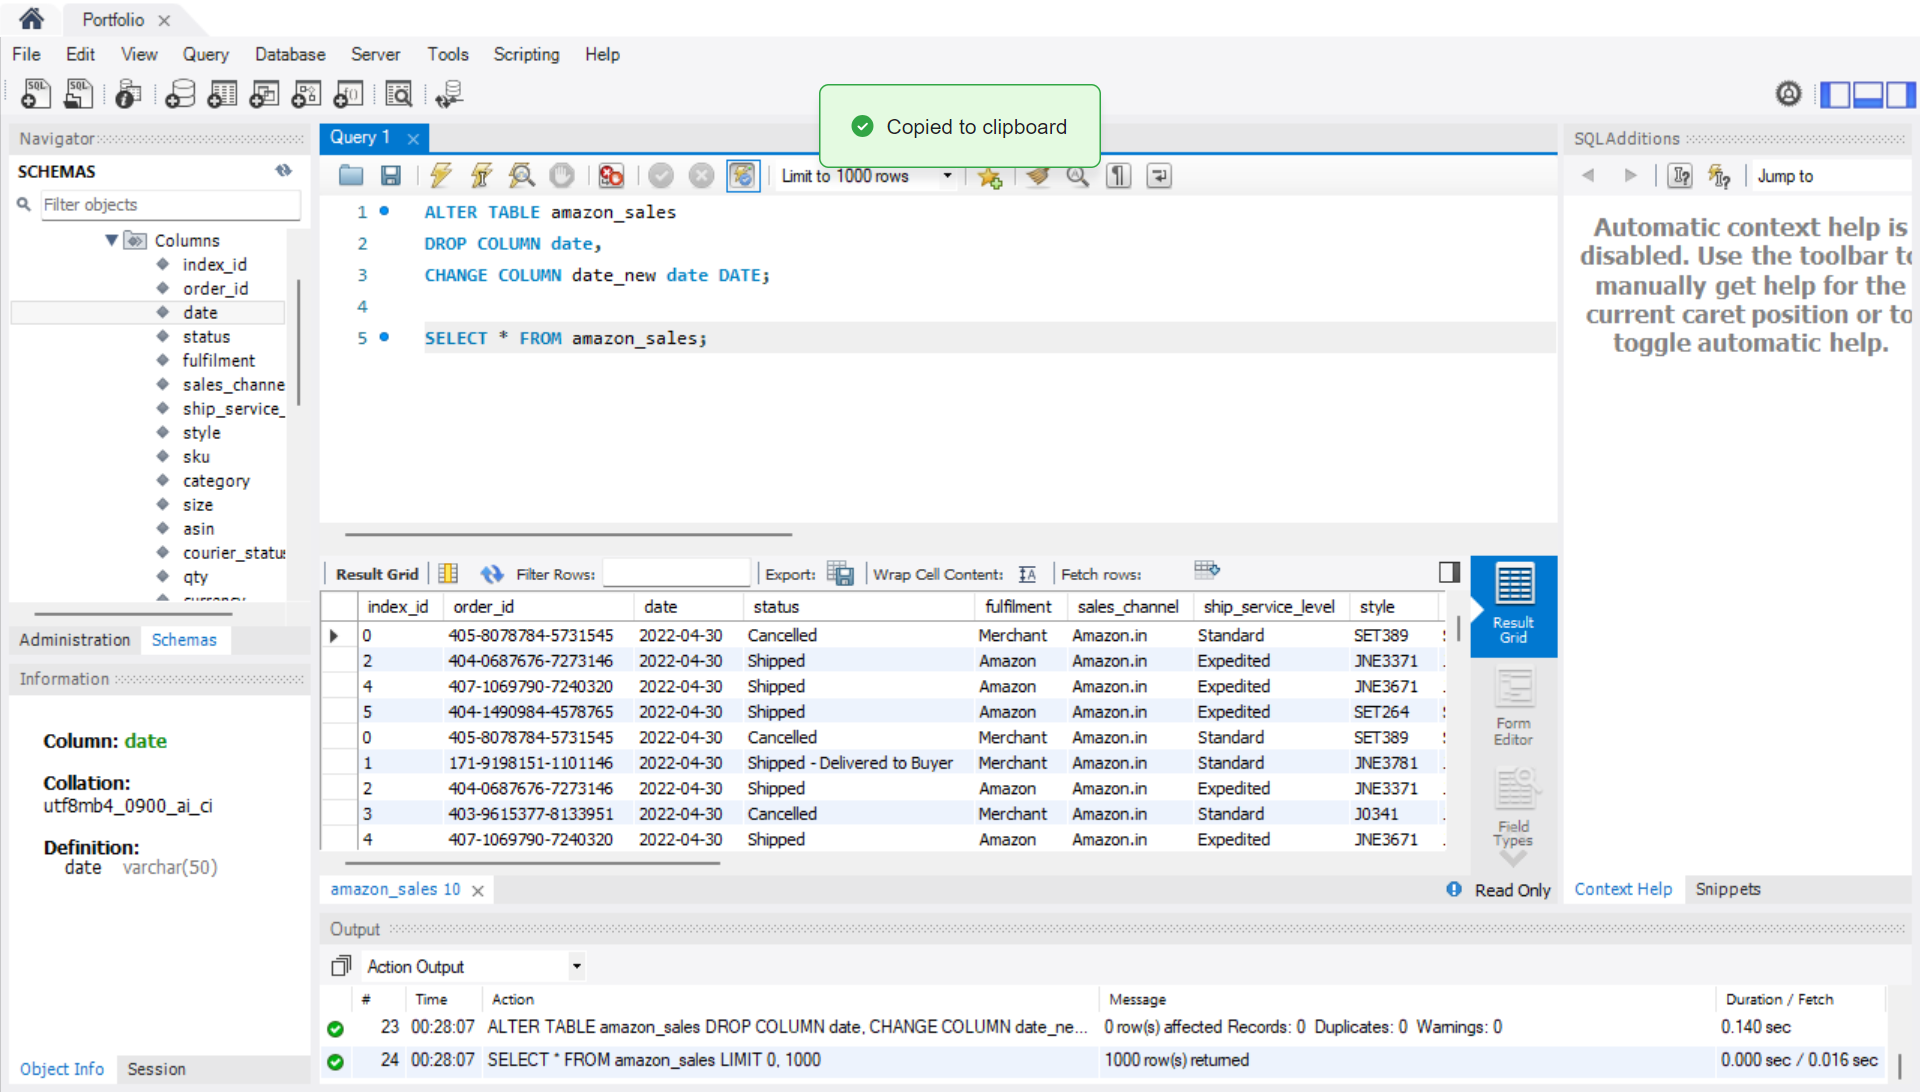 Portfolio
File Edit View Query Database Server Tools Scripting Help
Copied to clipboard
Navigator
SCHEMAS
Filter objects
Columns
index_id
order_id
date
status
fulfilment
sales_channe
ship_service_
style
sku
category
size
asin
courier_statu
qty
Administration Schemas
Information
Column: date
Collation:
utf8mb4_0900_ai_ci
Definition:
date varchar(50)
Object Info Session
Query 1
Limit to 1000 rows
1 ALTER TABLE amazon_sales
2 DROP COLUMN date,
3 CHANGE COLUMN date_new date DATE;
4
5 SELECT * FROM amazon_sales;
Result Grid Filter Rows: Export: Wrap Cell Content: Fetch rows:
index_id order_id date status fulfilment sales_channel ship_service_level style
0 405-8078784-5731545 2022-04-30 Cancelled Merchant Amazon.in Standard SET389
2 404-0687676-7273146 2022-04-30 Shipped Amazon Amazon.in Expedited JNE3371
4 407-1069790-7240320 2022-04-30 Shipped Amazon Amazon.in Expedited JNE3671
5 404-1490984-4578765 2022-04-30 Shipped Amazon Amazon.in Expedited SET264
0 405-8078784-5731545 2022-04-30 Cancelled Merchant Amazon.in Standard SET389
1 171-9198151-1101146 2022-04-30 Shipped - Delivered to Buyer Merchant Amazon.in Standard JNE3781
2 404-0687676-7273146 2022-04-30 Shipped Amazon Amazon.in Expedited JNE3371
3 403-9615377-8133951 2022-04-30 Cancelled Merchant Amazon.in Standard J0341
4 407-1069790-7240320 2022-04-30 Shipped Amazon Amazon.in Expedited JNE3671
Result
Grid
Form
Editor
Field
Types
amazon_sales 10
Read Only
SQLAdditions
Jump to
Automatic context help is
disabled. Use the toolbar to
manually get help for the
current caret position or to
toggle automatic help.
Context Help Snippets
Output
Action Output
# Time Action Message Duration / Fetch
23 00:28:07 ALTER TABLE amazon_sales DROP COLUMN date, CHANGE COLUMN date_ne... 0 row(s) affected Records: 0 Duplicates: 0 Warnings: 0 0.140 sec
24 00:28:07 SELECT * FROM amazon_sales LIMIT 0, 1000 1000 row(s) returned 0.000 sec / 0.016 sec